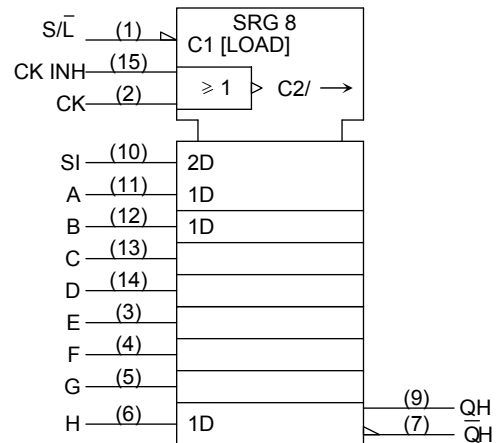 SRG 8
S/L̅ (1) C1 [LOAD]
CK INH (15)
≥ 1 C2/ →
CK (2)
SI (10) 2D
A (11) 1D
B (12) 1D
C (13)
D (14)
E (3)
F (4)
G (5)
(9) QH
H (6) 1D
(7) Q̅H